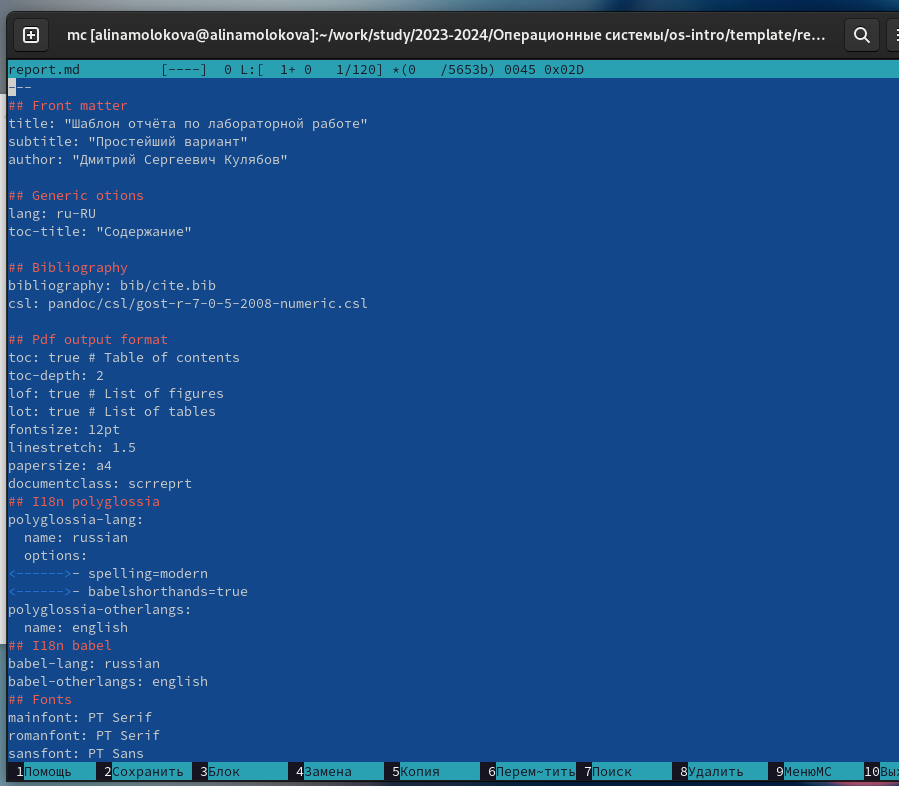 mc [alinamolokova@alinamolokova]:~/work/study/2023-2024/Операционные системы/os-intro/template/re...
report.md [----] 0 L:[ 1+ 0 1/120] *(0 /5653b) 0045 0x02D
---
## Front matter
title: "Шаблон отчёта по лабораторной работе"
subtitle: "Простейший вариант"
author: "Дмитрий Сергеевич Кулябов"
## Generic otions
lang: ru-RU
toc-title: "Содержание"
## Bibliography
bibliography: bib/cite.bib
csl: pandoc/csl/gost-r-7-0-5-2008-numeric.csl
## Pdf output format
toc: true # Table of contents
toc-depth: 2
lof: true # List of figures
lot: true # List of tables
fontsize: 12pt
linestretch: 1.5
papersize: a4
documentclass: scrreprt
## I18n polyglossia
polyglossia-lang:
  name: russian
  options:
<------>- spelling=modern
<------>- babelshorthands=true
polyglossia-otherlangs:
  name: english
## I18n babel
babel-lang: russian
babel-otherlangs: english
## Fonts
mainfont: PT Serif
romanfont: PT Serif
sansfont: PT Sans
1Помощь 2Сохранить 3Блок 4Замена 5Копия 6Перем~тить 7Поиск 8Удалить 9МенюМС 10Вы